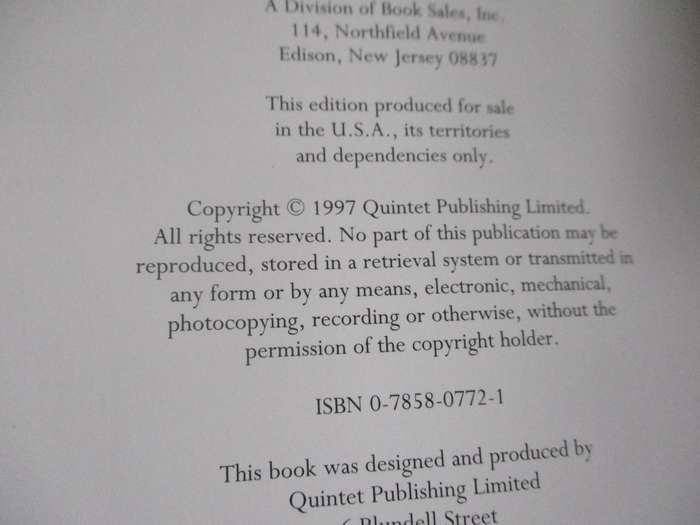 A Division of Book Sales, Inc.
114, Northfield Avenue
Edison, New Jersey 08837
This edition produced for sale
in the U.S.A., its territories
and dependencies only.
Copyright © 1997 Quintet Publishing Limited.
All rights reserved. No part of this publication may be
reproduced, stored in a retrieval system or transmitted in
any form or by any means, electronic, mechanical,
photocopying, recording or otherwise, without the
permission of the copyright holder.
ISBN 0-7858-0772-1
This book was designed and produced by
Quintet Publishing Limited
6 Blundell Street